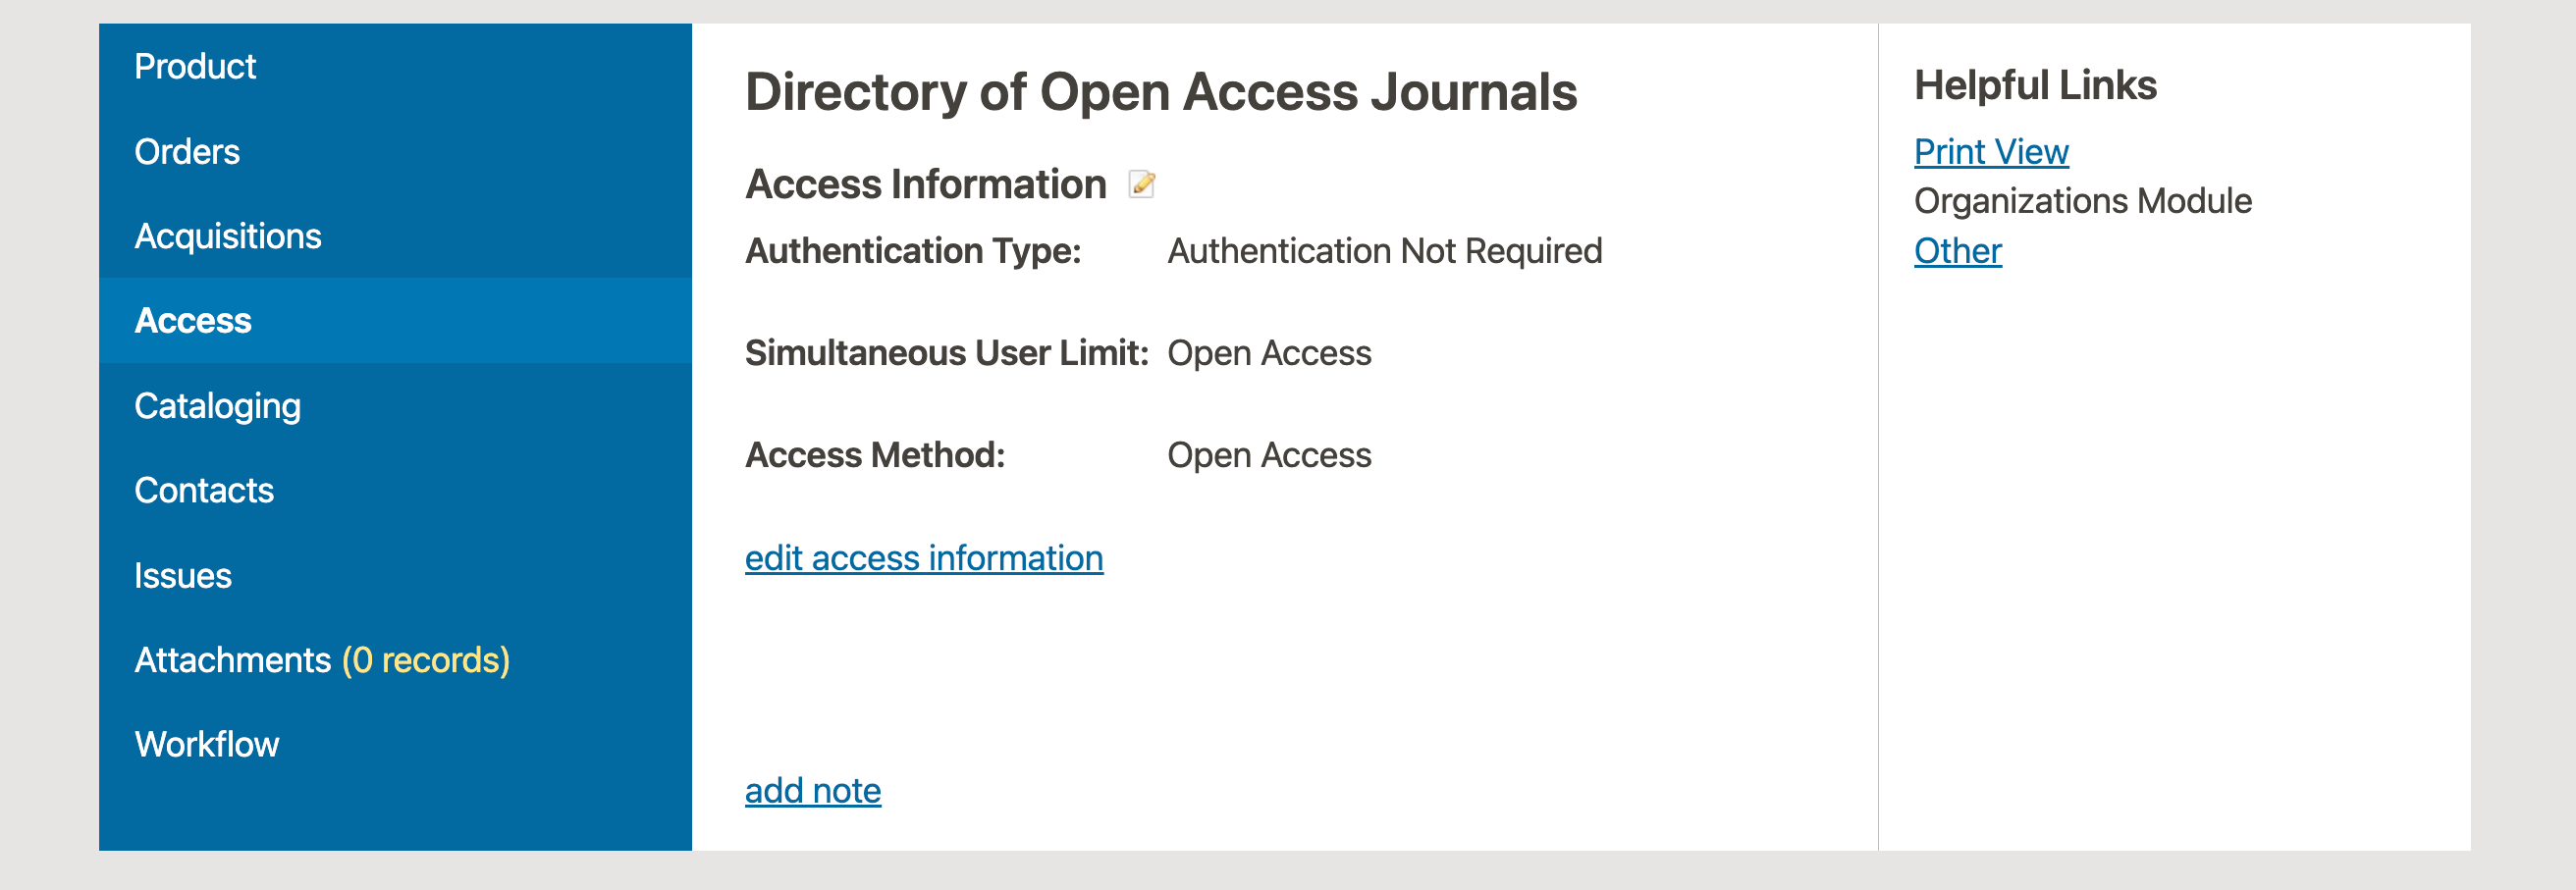 Product
Orders
Acquisitions
Access
Cataloging
Contacts
Issues
Attachments (0 records)
Workflow
Directory of Open Access Journals
Access Information
Authentication Type: Authentication Not Required
Simultaneous User Limit: Open Access
Access Method: Open Access
edit access information
add note
Helpful Links
Print View
Organizations Module
Other